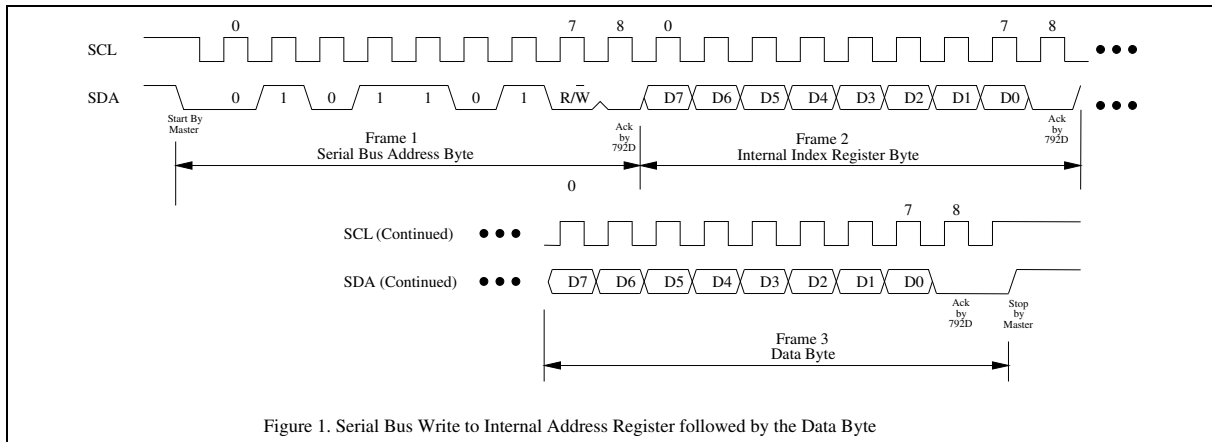 0 7 8 0 7 8
SCL
SDA 0 1 0 1 1 0 1 R/W D7 D6 D5 D4 D3 D2 D1 D0
Start By
Master
Ack
by
792D
Ack
by
792D
Frame 1
Serial Bus Address Byte
Frame 2
Internal Index Register Byte
0
7 8
SCL (Continued)
SDA (Continued) D7 D6 D5 D4 D3 D2 D1 D0
Ack
by
792D
Stop
by
Master
Frame 3
Data Byte
Figure 1. Serial Bus Write to Internal Address Register followed by the Data Byte